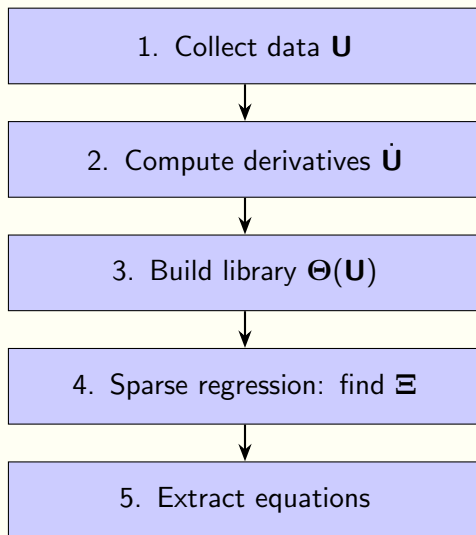 1. Collect data U
2. Compute derivatives U̇
3. Build library Θ(U)
4. Sparse regression: find Ξ
5. Extract equations